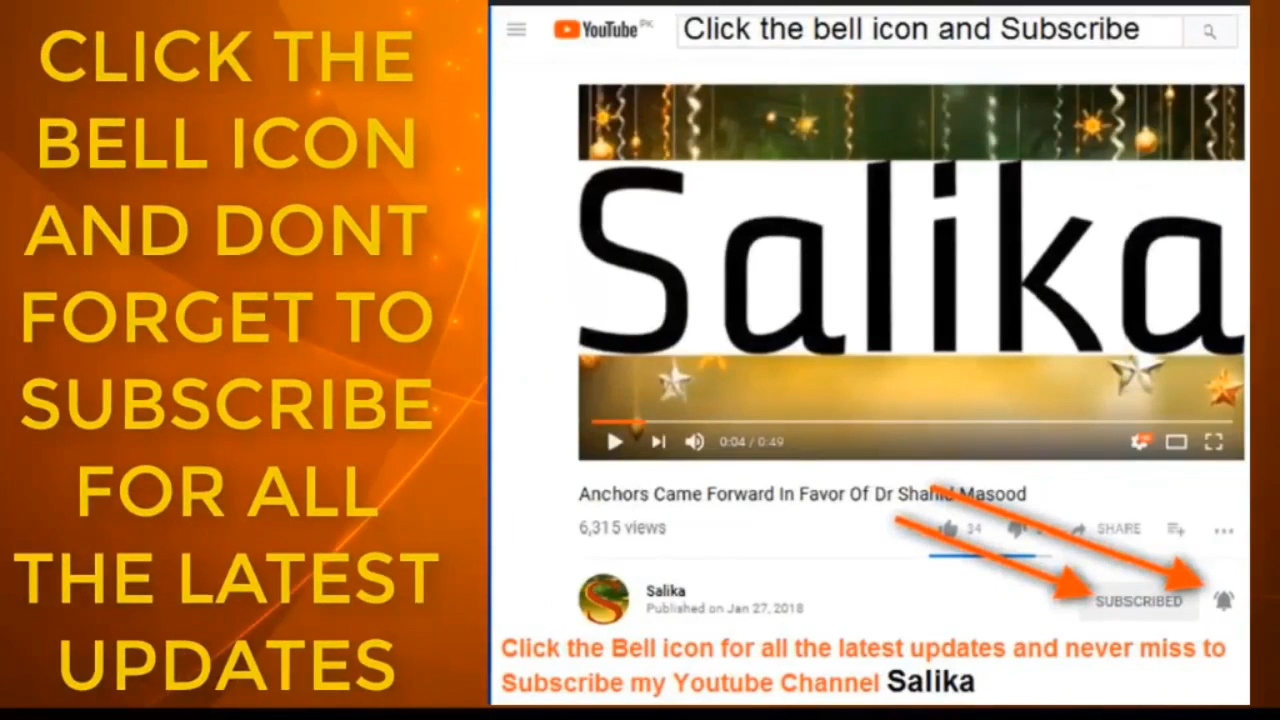 CLICK THE
BELL ICON
AND DONT
FORGET TO
SUBSCRIBE
FOR ALL
THE LATEST
UPDATES
YouTube PK
Click the bell icon and Subscribe
Salika
0:04 / 0:49
Anchors Came Forward In Favor Of Dr Shahid Masood
6,315 views
34
SHARE
Salika
Published on Jan 27, 2018
SUBSCRIBED
Click the Bell icon for all the latest updates and never miss to
Subscribe my Youtube Channel Salika